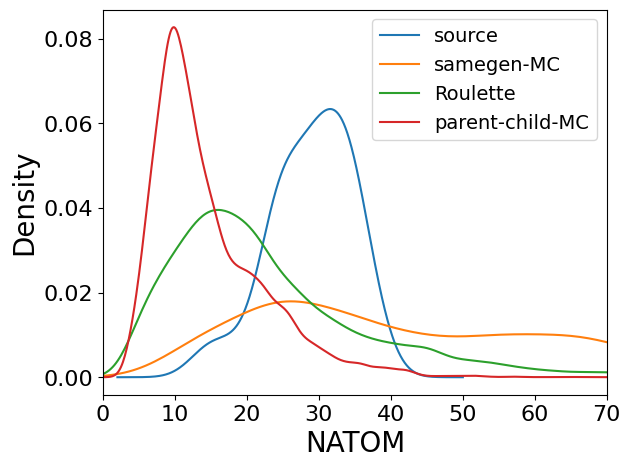 source
samegen-MC
Roulette
parent-child-MC
0.08
0.06
0.04
0.02
0.00
Density
0 10 20 30 40 50 60 70
NATOM